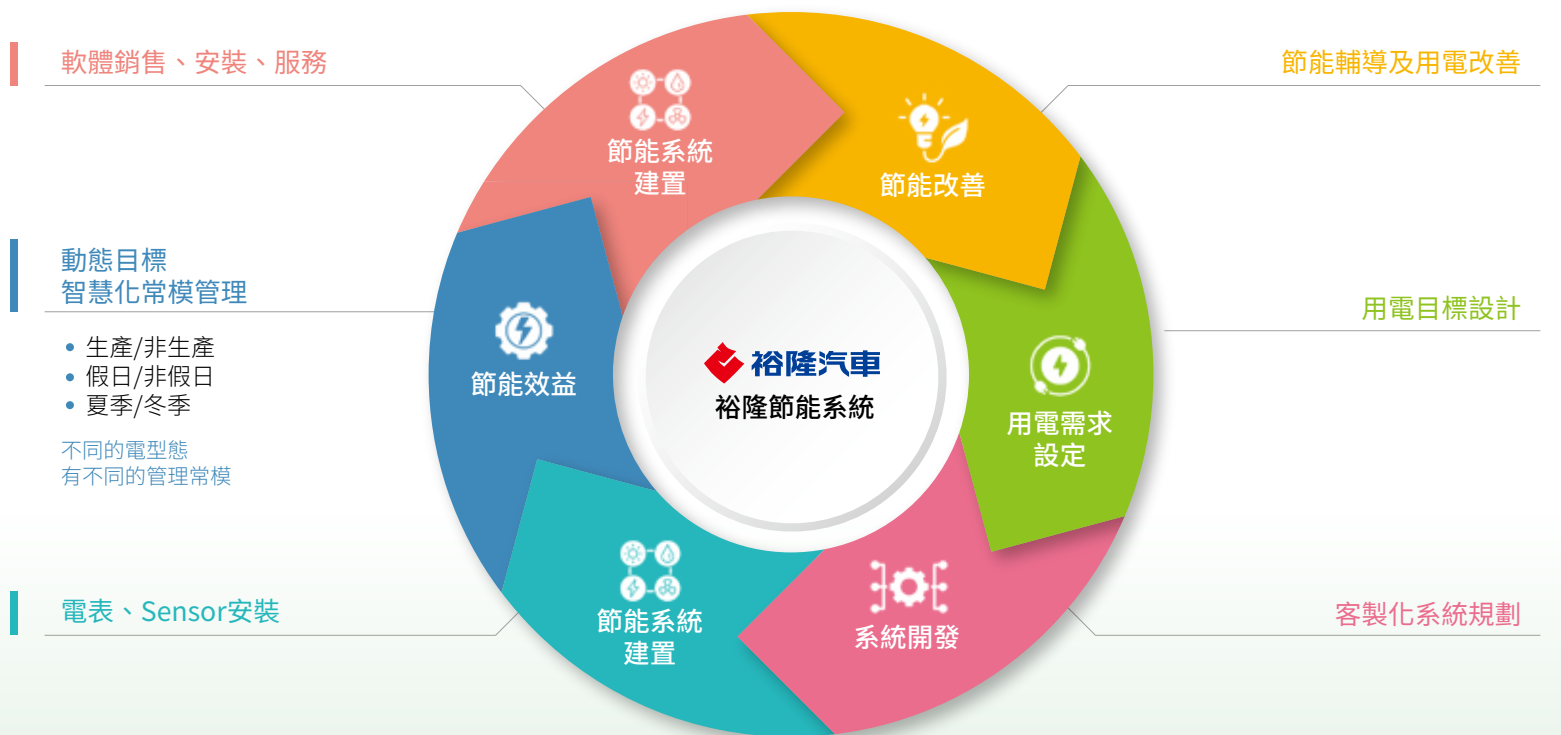 軟體銷售、安裝、服務
節能輔導及用電改善
節能系統
建置
節能改善
動態目標
智慧化常模管理
• 生產/非生產
• 假日/非假日
• 夏季/冬季
不同的電型態
有不同的管理常模
節能效益
裕隆汽車
裕隆節能系統
用電目標設計
用電需求
設定
電表、Sensor安裝
節能系統
建置
系統開發
客製化系統規劃